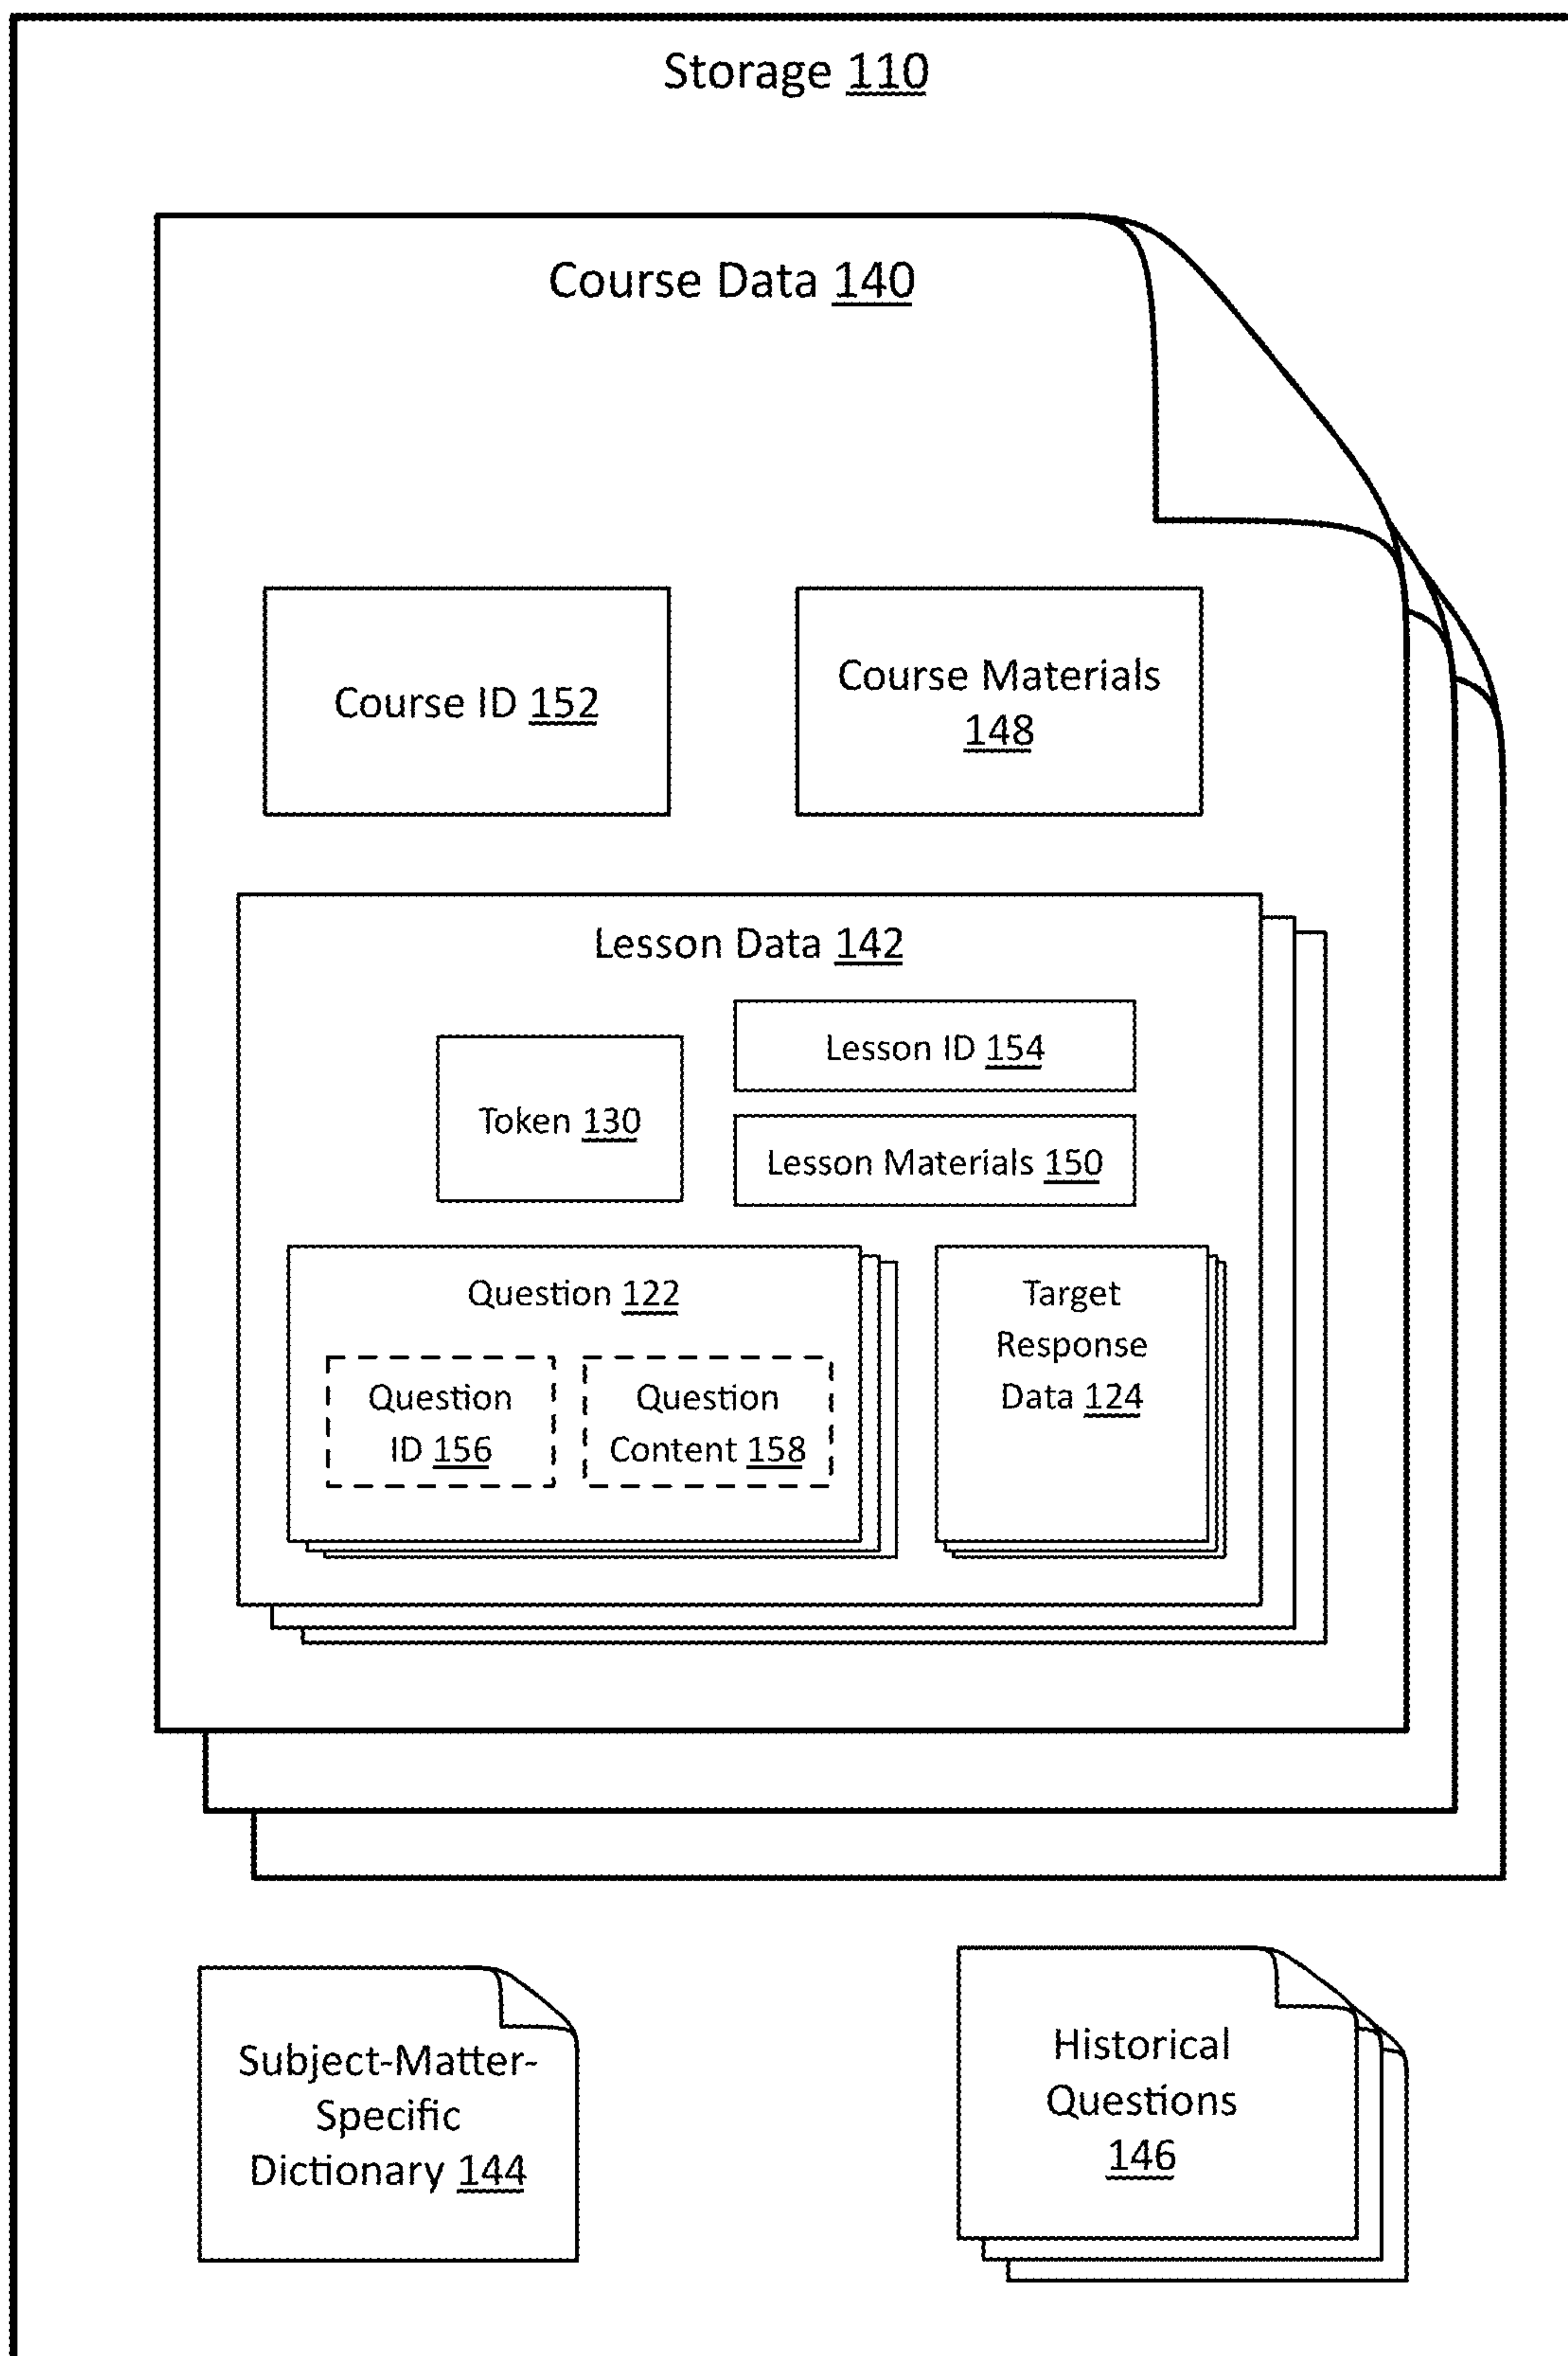 Storage 110
Course Data 140
Course ID 152
Course Materials
148
Lesson Data 142
Token 130
Lesson ID 154
Lesson Materials 150
Question 122
Question
ID 156
Question
Content 158
Target
Response
Data 124
Subject-Matter-
Specific
Dictionary 144
Historical
Questions
146